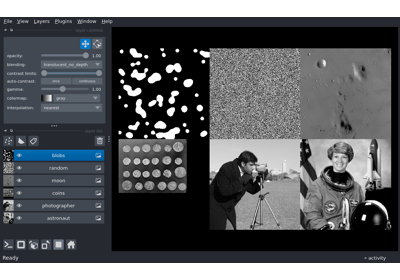 File View Layers Plugins Window Help
opacity: 1.00
blending: translucent_no_depth
contrast limits:
auto-contrast: once continuous
gamma: 1.00
colormap: gray
interpolation: nearest
blobs
random
moon
coins
photographer
astronaut
Ready activity